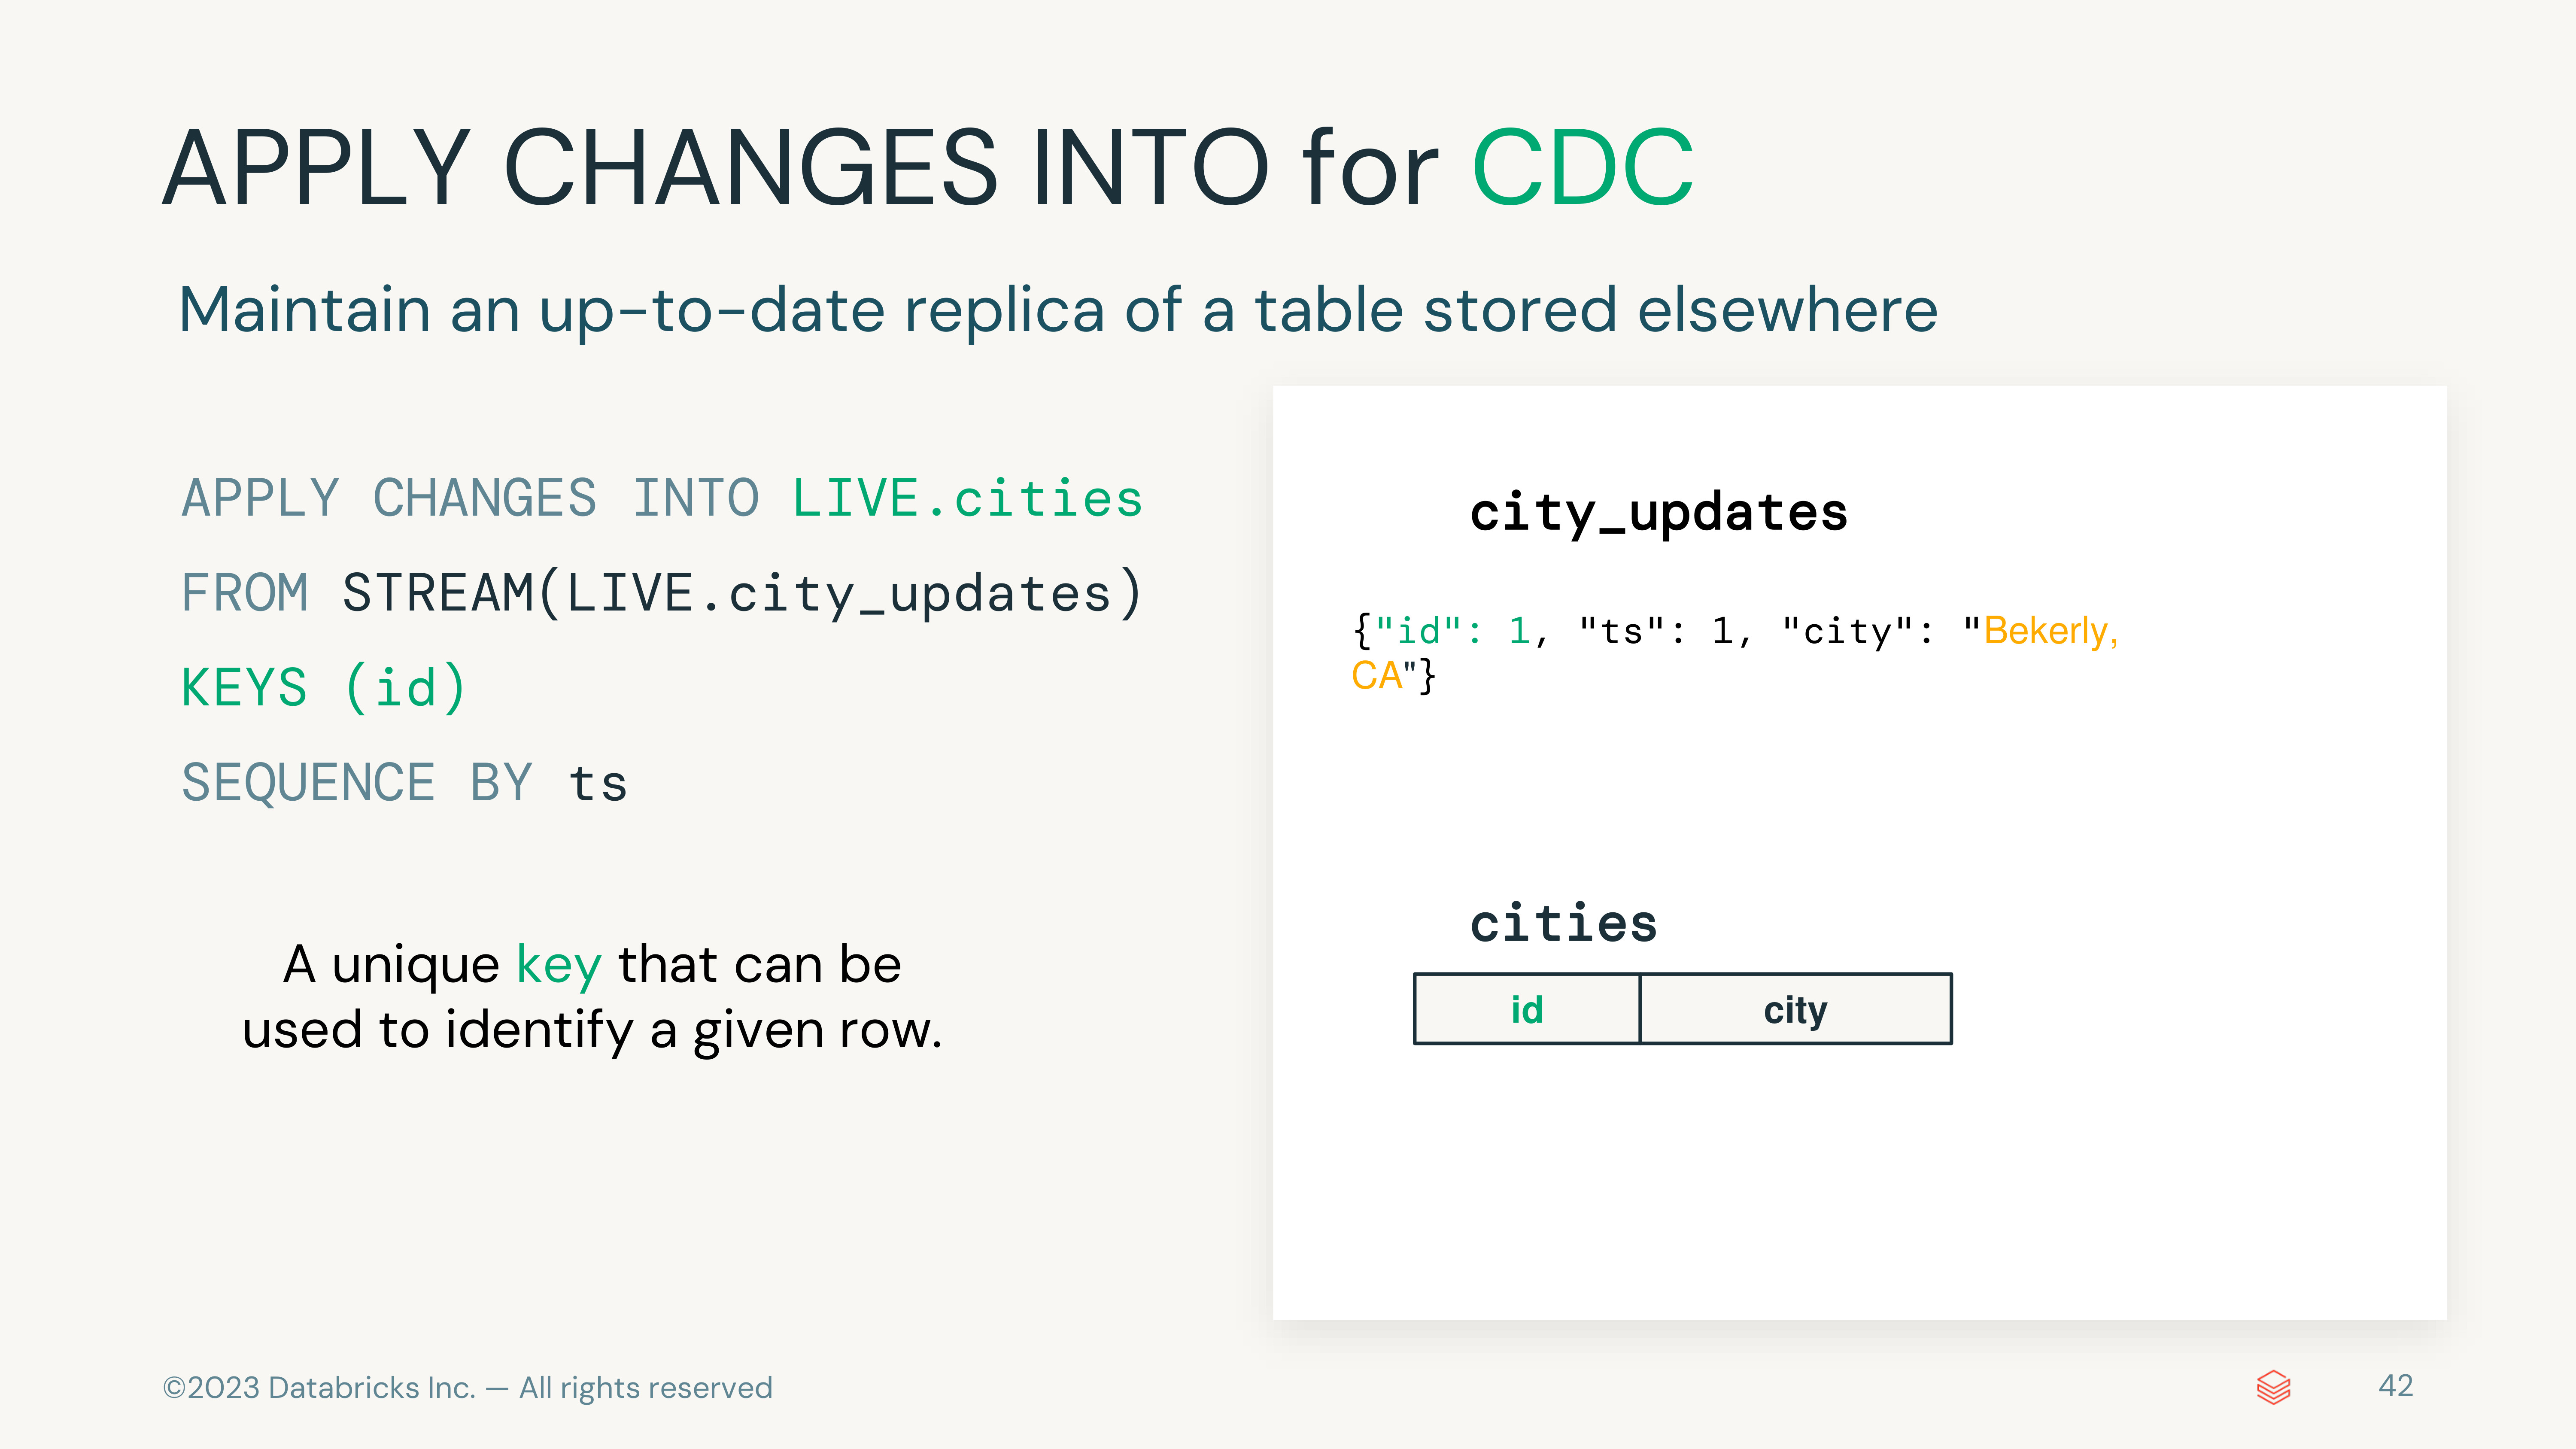 APPLY CHANGES INTO for CDC
Maintain an up-to-date replica of a table stored elsewhere
APPLY CHANGES INTO LIVE.cities
FROM STREAM(LIVE.city_updates)
KEYS (id)
SEQUENCE BY ts
A unique key that can be
used to identify a given row.
city_updates
{"id": 1, "ts": 1, "city": "Bekerly,
CA"}
cities
id city
©2023 Databricks Inc. — All rights reserved
42